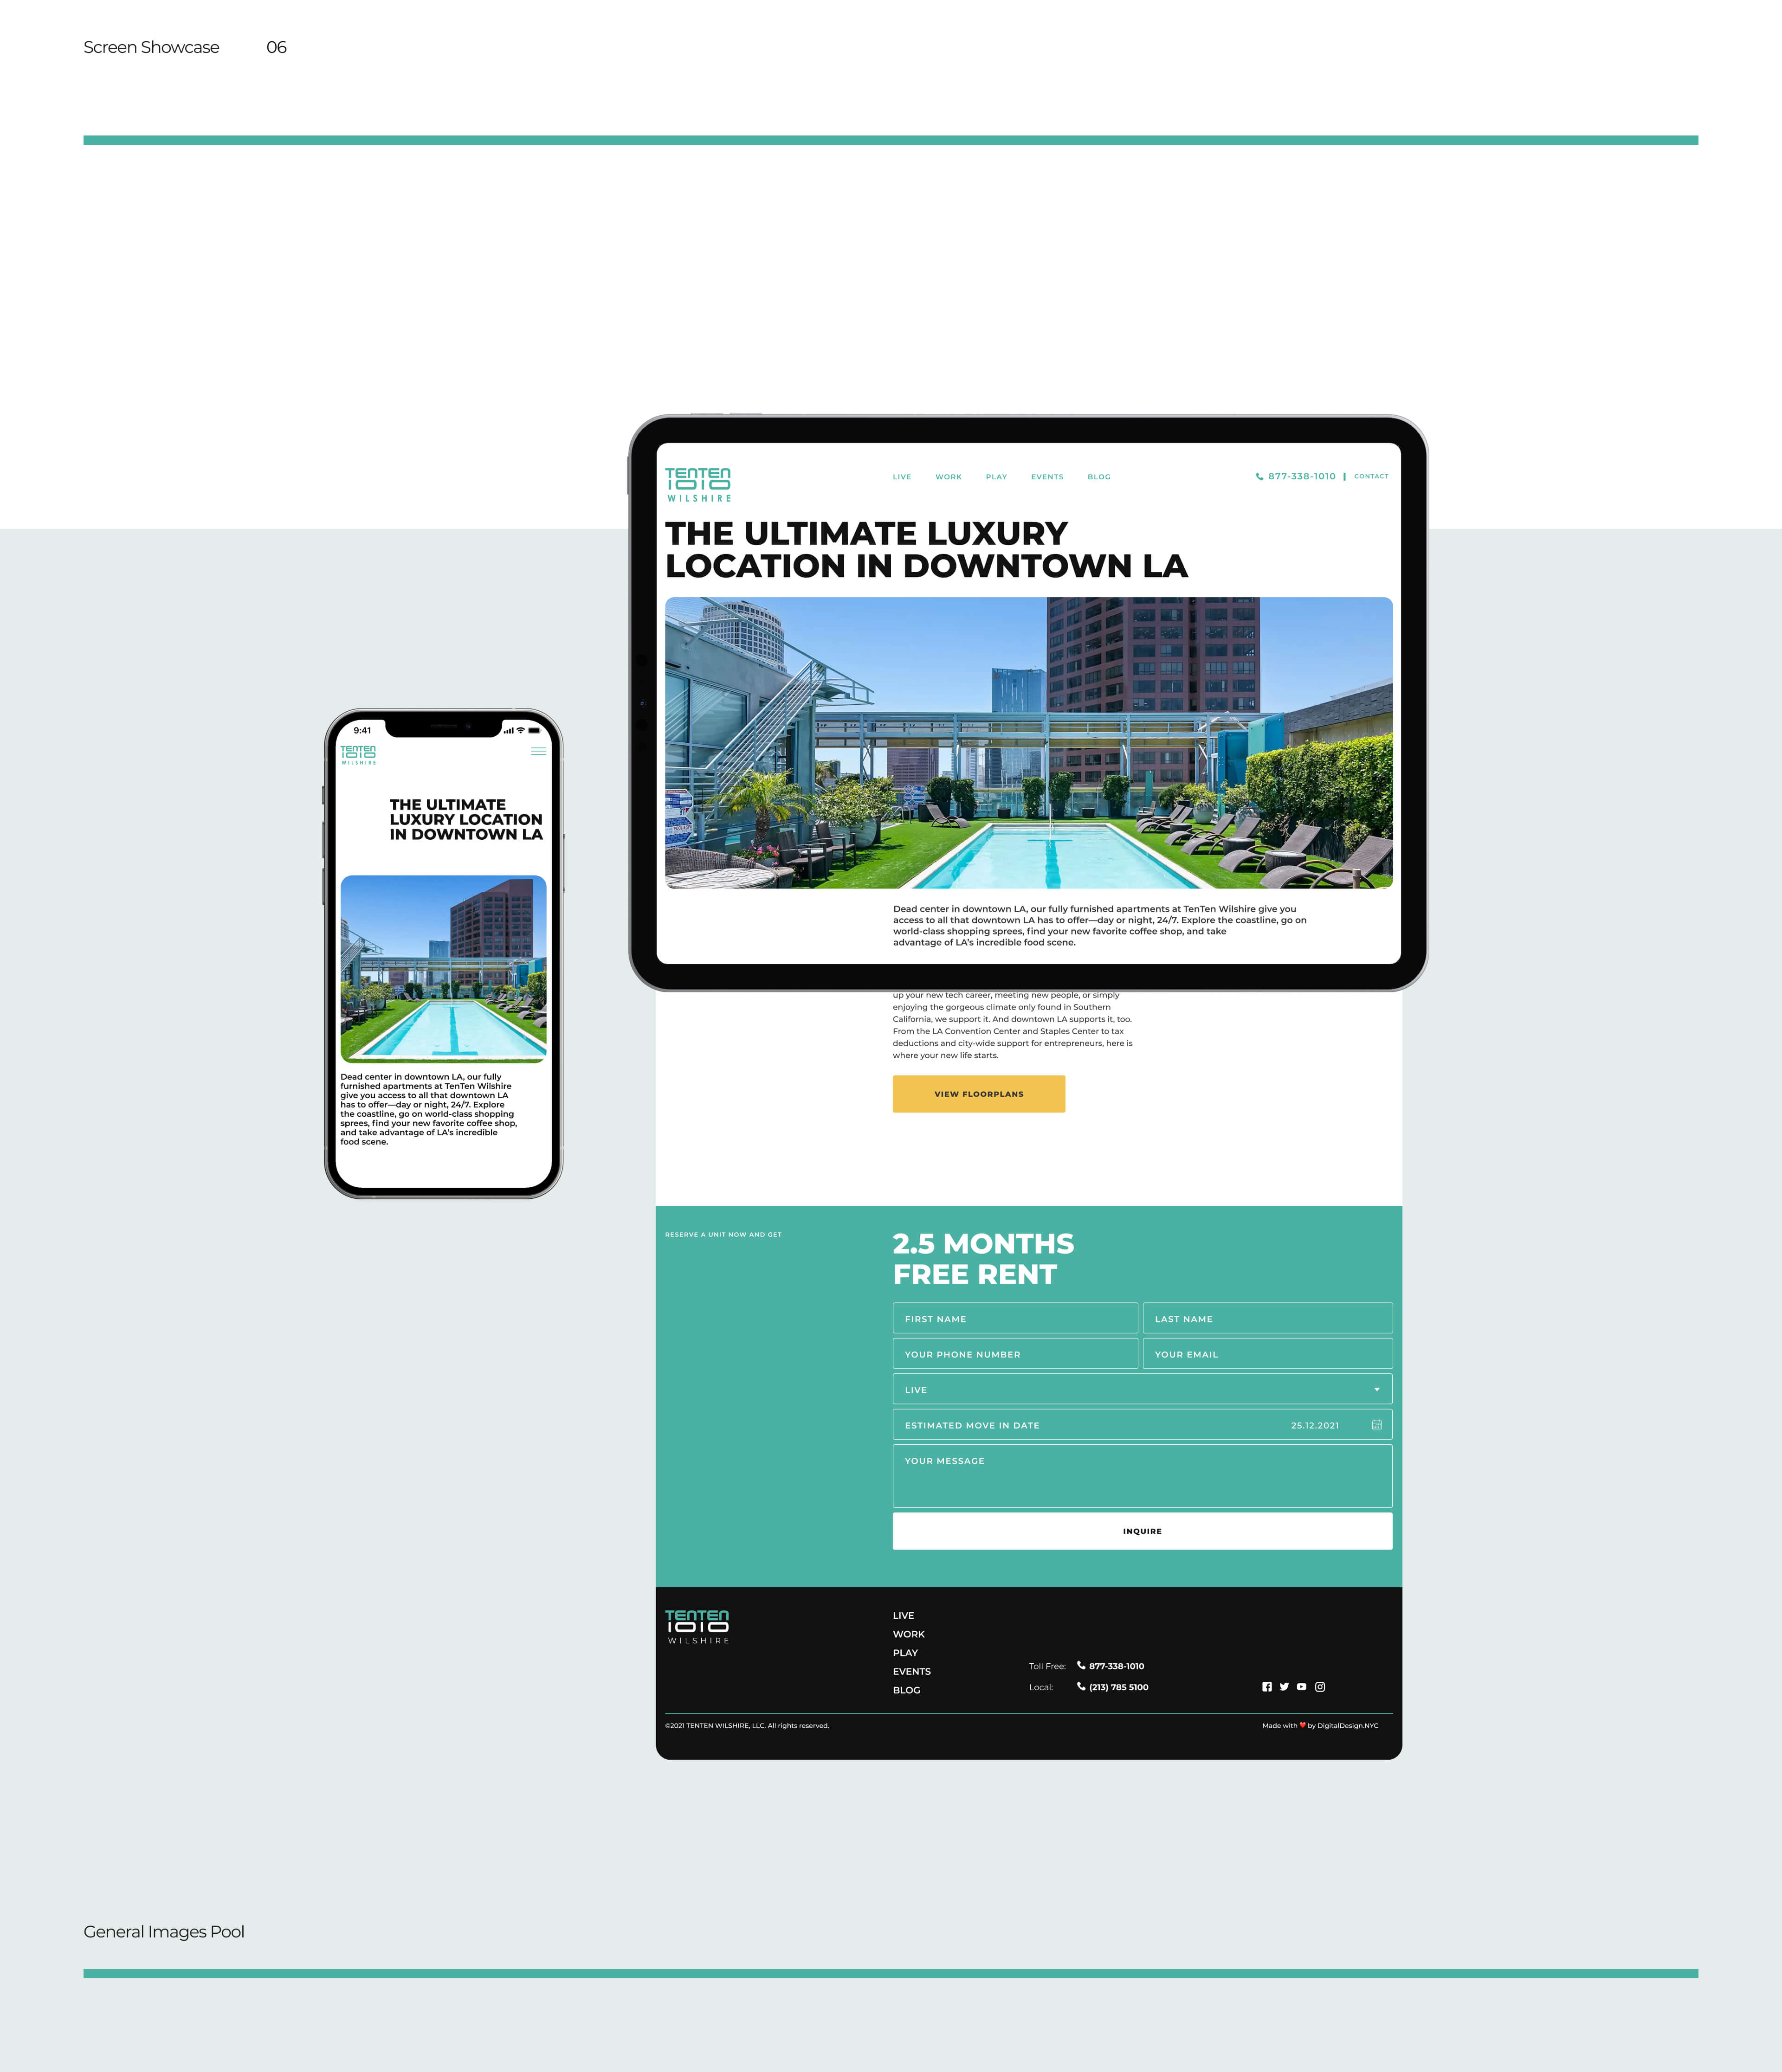 Screen Showcase 06
TENTEN
1010
WILSHIRE
LIVE WORK PLAY EVENTS BLOG
877-338-1010 | CONTACT
THE ULTIMATE LUXURY
LOCATION IN DOWNTOWN LA
Dead center in downtown LA, our fully furnished apartments at TenTen Wilshire give you
access to all that downtown LA has to offer—day or night, 24/7. Explore the coastline, go on
world-class shopping sprees, find your new favorite coffee shop, and take
advantage of LA's incredible food scene.
9:41
TENTEN
1010
WILSHIRE
THE ULTIMATE
LUXURY LOCATION
IN DOWNTOWN LA
Dead center in downtown LA, our fully
furnished apartments at TenTen Wilshire
give you access to all that downtown LA
has to offer—day or night, 24/7. Explore
the coastline, go on world-class shopping
sprees, find your new favorite coffee shop,
and take advantage of LA's incredible
food scene.
up your new tech career, meeting new people, or simply
enjoying the gorgeous climate only found in Southern
California, we support it. And downtown LA supports it, too.
From the LA Convention Center and Staples Center to tax
deductions and city-wide support for entrepreneurs, here is
where your new life starts.
VIEW FLOORPLANS
RESERVE A UNIT NOW AND GET
2.5 MONTHS
FREE RENT
FIRST NAME
LAST NAME
YOUR PHONE NUMBER
YOUR EMAIL
LIVE
ESTIMATED MOVE IN DATE 25.12.2021
YOUR MESSAGE
INQUIRE
TENTEN
1010
WILSHIRE
LIVE
WORK
PLAY
EVENTS
BLOG
Toll Free: 877-338-1010
Local: (213) 785 5100
©2021 TENTEN WILSHIRE, LLC. All rights reserved.
Made with ❤ by DigitalDesign.NYC
General Images Pool